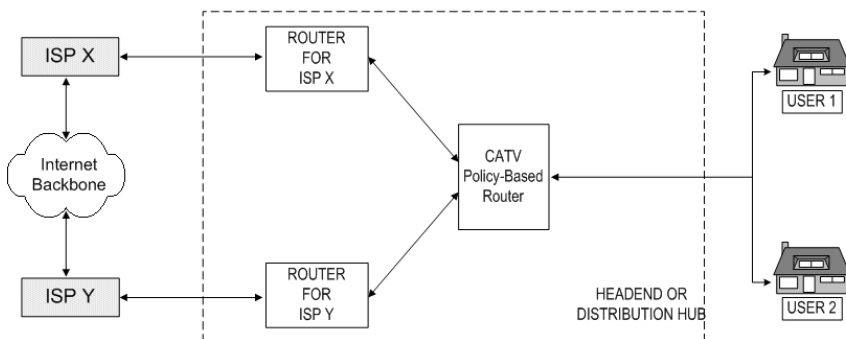 ISP X
ROUTER
FOR
ISP X
USER 1
Internet
Backbone
CATV
Policy-Based
Router
ISP Y
ROUTER
FOR
ISP Y
HEADEND OR
DISTRIBUTION HUB
USER 2